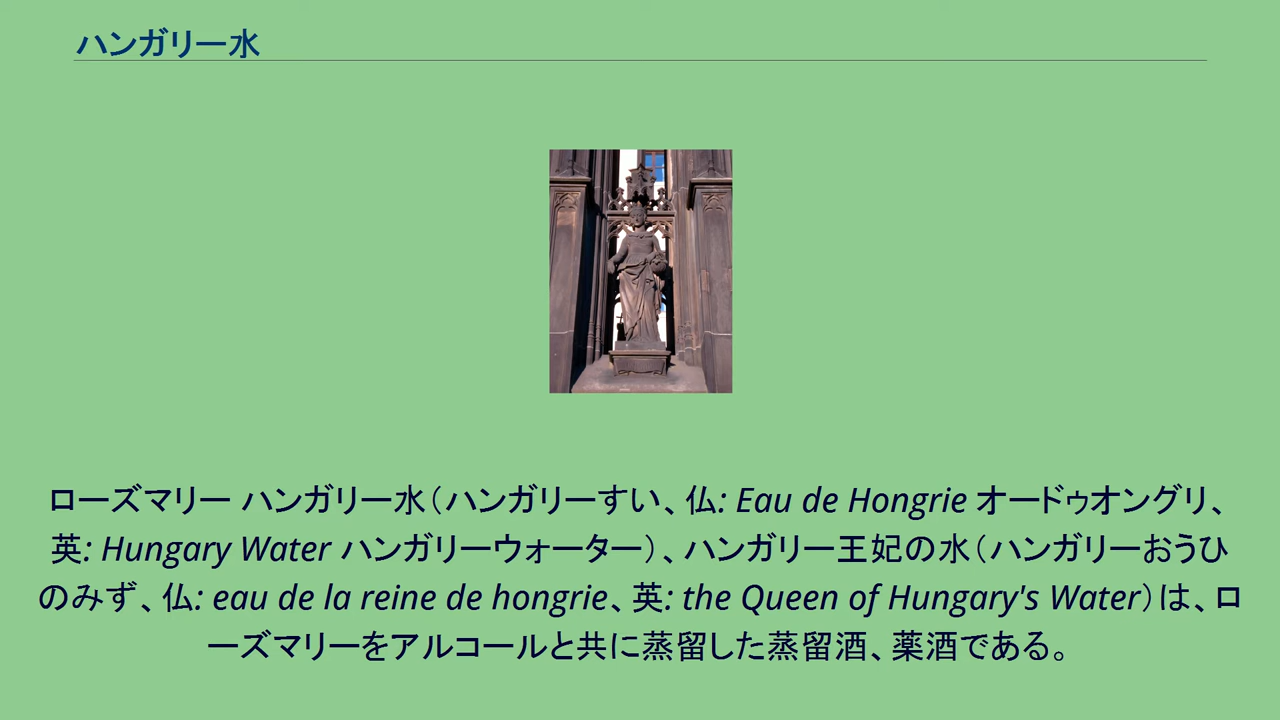 ハンガリー水
ローズマリー ハンガリー水（ハンガリーすい、仏: Eau de Hongrie オードゥオングリ、
英: Hungary Water ハンガリーウォーター）、ハンガリー王妃の水（ハンガリーおうひ
のみず、仏: eau de la reine de hongrie、英: the Queen of Hungary's Water）は、ロ
ーズマリーをアルコールと共に蒸留した蒸留酒、薬酒である。